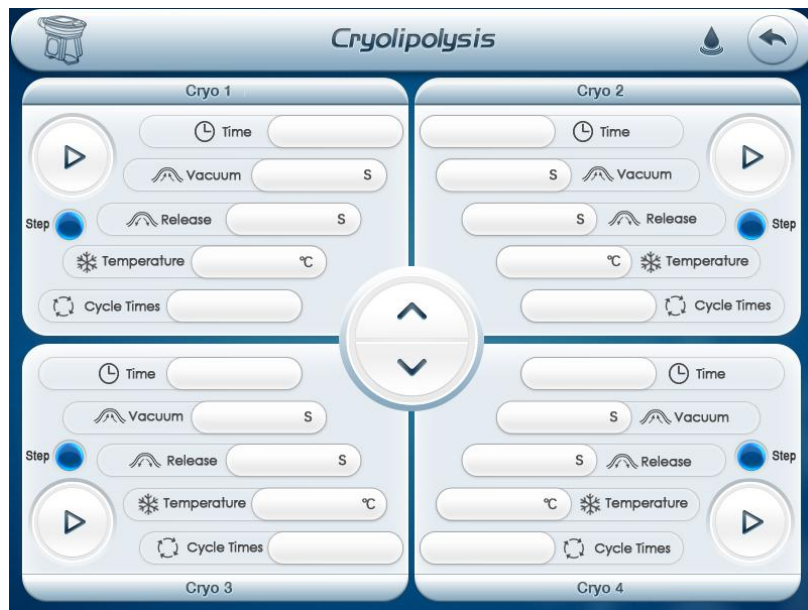 Cryolipolysis
Cryo 1
Time
Vacuum S
Release S
Step
Temperature °C
Cycle Times
Cryo 2
Time
S Vacuum
S Release
Step
°C Temperature
Cycle Times
Time
Vacuum S
Step
Release S
Temperature °C
Cycle Times
Cryo 3
Time
S Vacuum
S Release
Step
°C Temperature
Cycle Times
Cryo 4